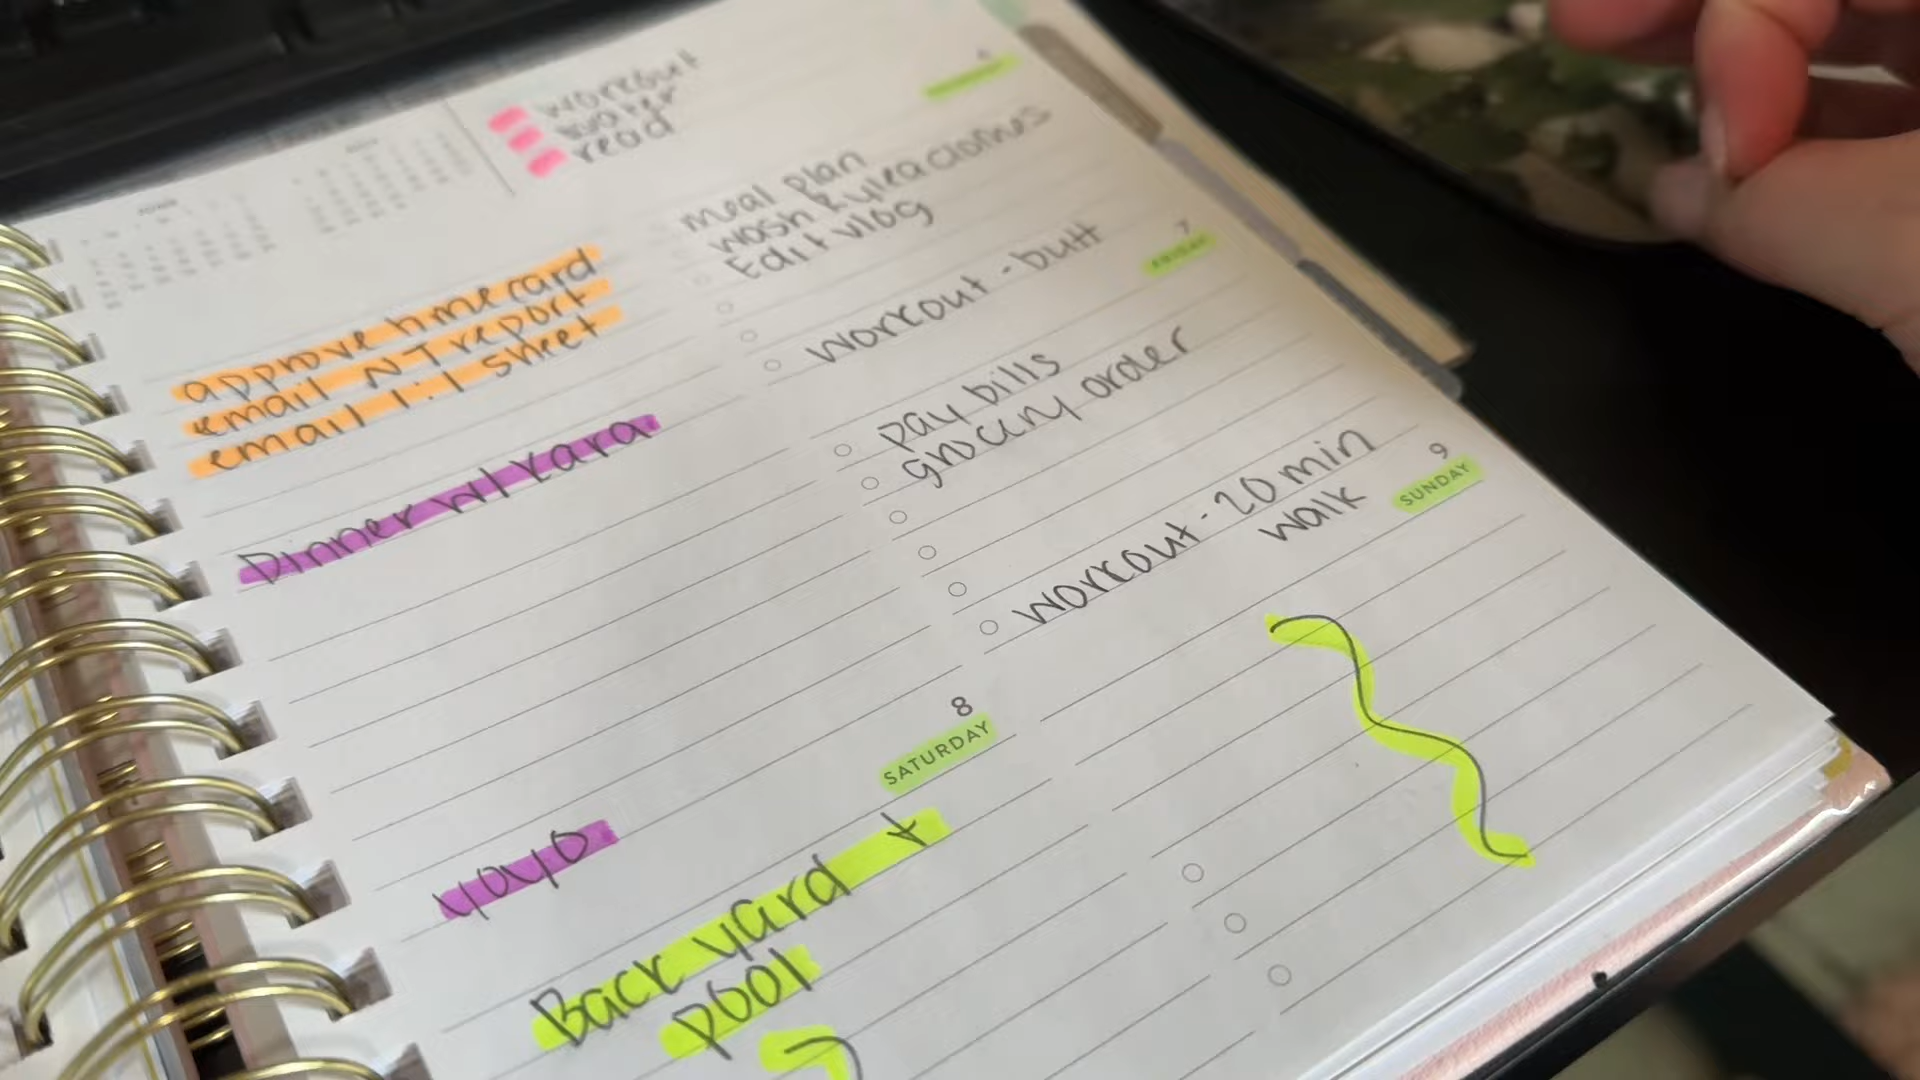 workout
water
read
6
meal plan
wash & clothes
Edit vlog
workout - butt
7
FRIDAY
approve timecard
email NT report
email 1:1 sheet
Dinner w/ Kara
pay bills
grocery order
workout - 20 min
walk
9
SUNDAY
8
SATURDAY
YOYO
Back yard +
pool